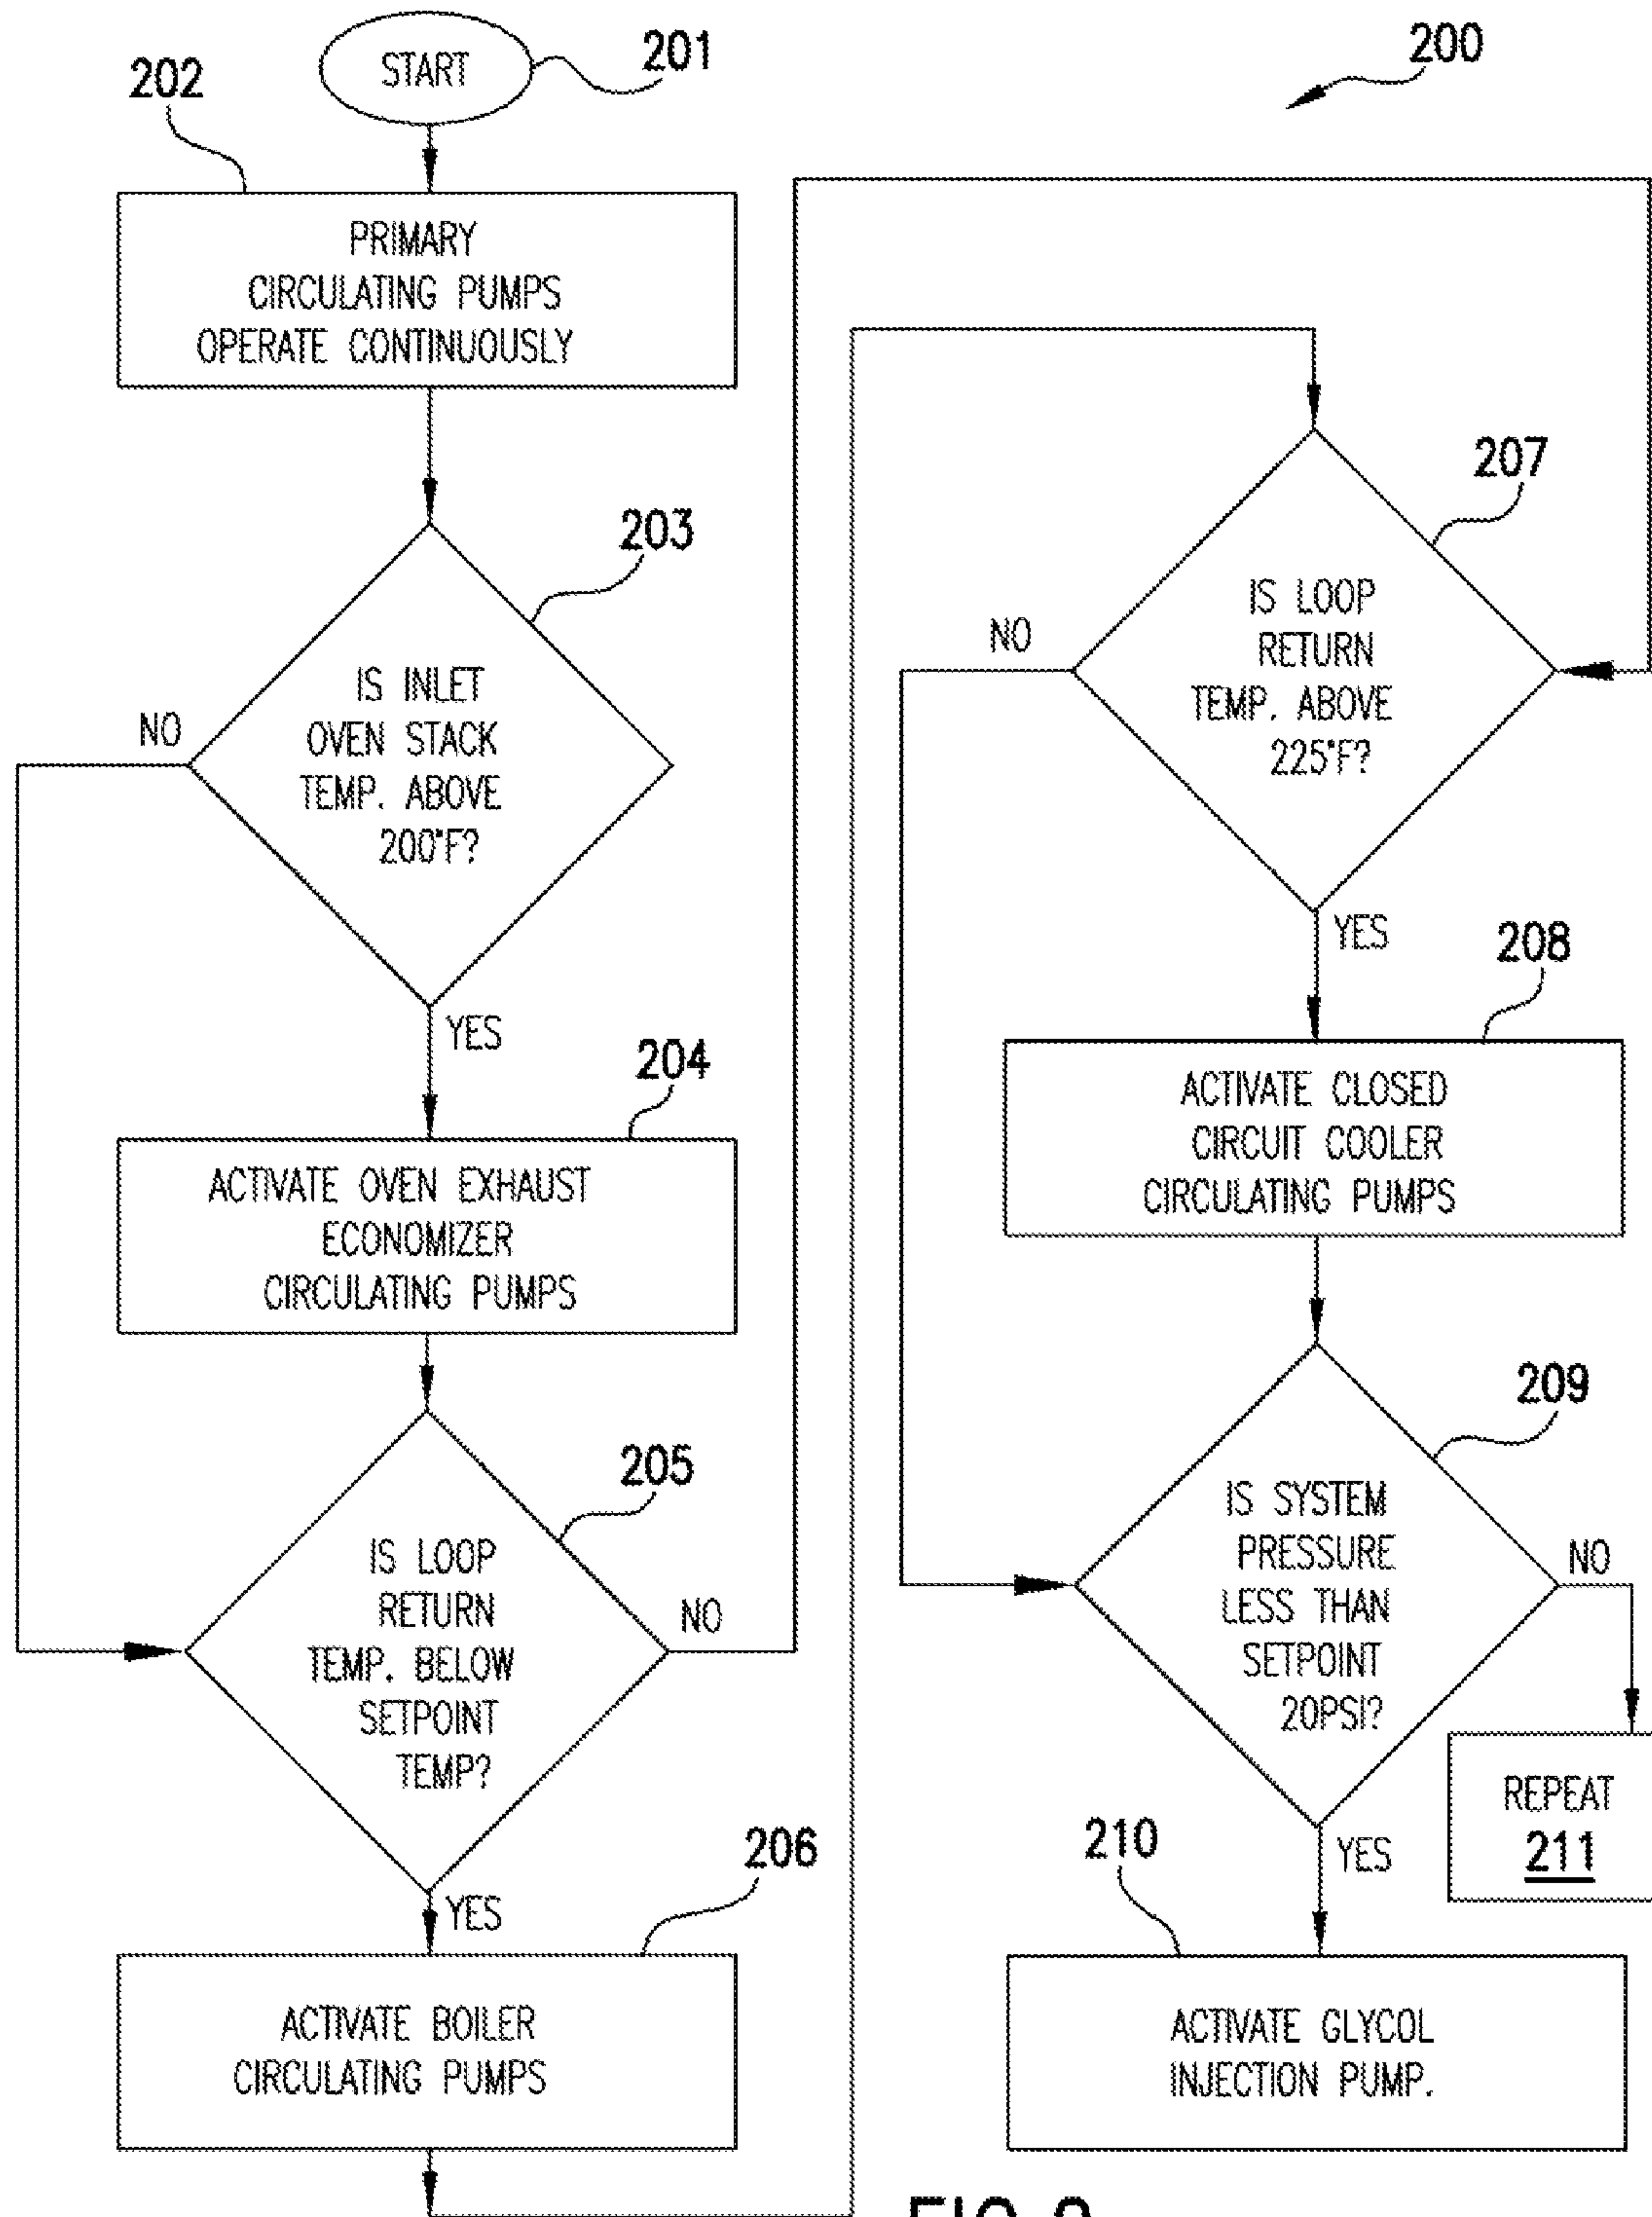 START
201
200
202
PRIMARY
CIRCULATING PUMPS
OPERATE CONTINUOUSLY
203
IS INLET
OVEN STACK
TEMP. ABOVE
200°F?
NO
YES
204
ACTIVATE OVEN EXHAUST
ECONOMIZER
CIRCULATING PUMPS
205
IS LOOP
RETURN
TEMP. BELOW
SETPOINT
TEMP?
NO
YES
206
ACTIVATE BOILER
CIRCULATING PUMPS
207
IS LOOP
RETURN
TEMP. ABOVE
225°F?
NO
YES
208
ACTIVATE CLOSED
CIRCUIT COOLER
CIRCULATING PUMPS
209
IS SYSTEM
PRESSURE
LESS THAN
SETPOINT
20PSI?
NO
REPEAT
211
YES
210
ACTIVATE GLYCOL
INJECTION PUMP.